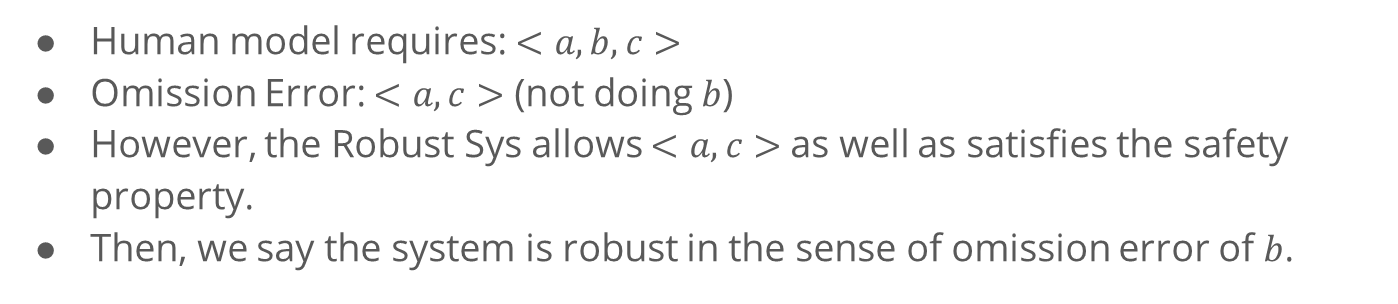 ● Human model requires: < a, b, c >
● Omission Error: < a, c > (not doing b)
● However, the Robust Sys allows < a, c > as well as satisfies the safety
property.
● Then, we say the system is robust in the sense of omission error of b.